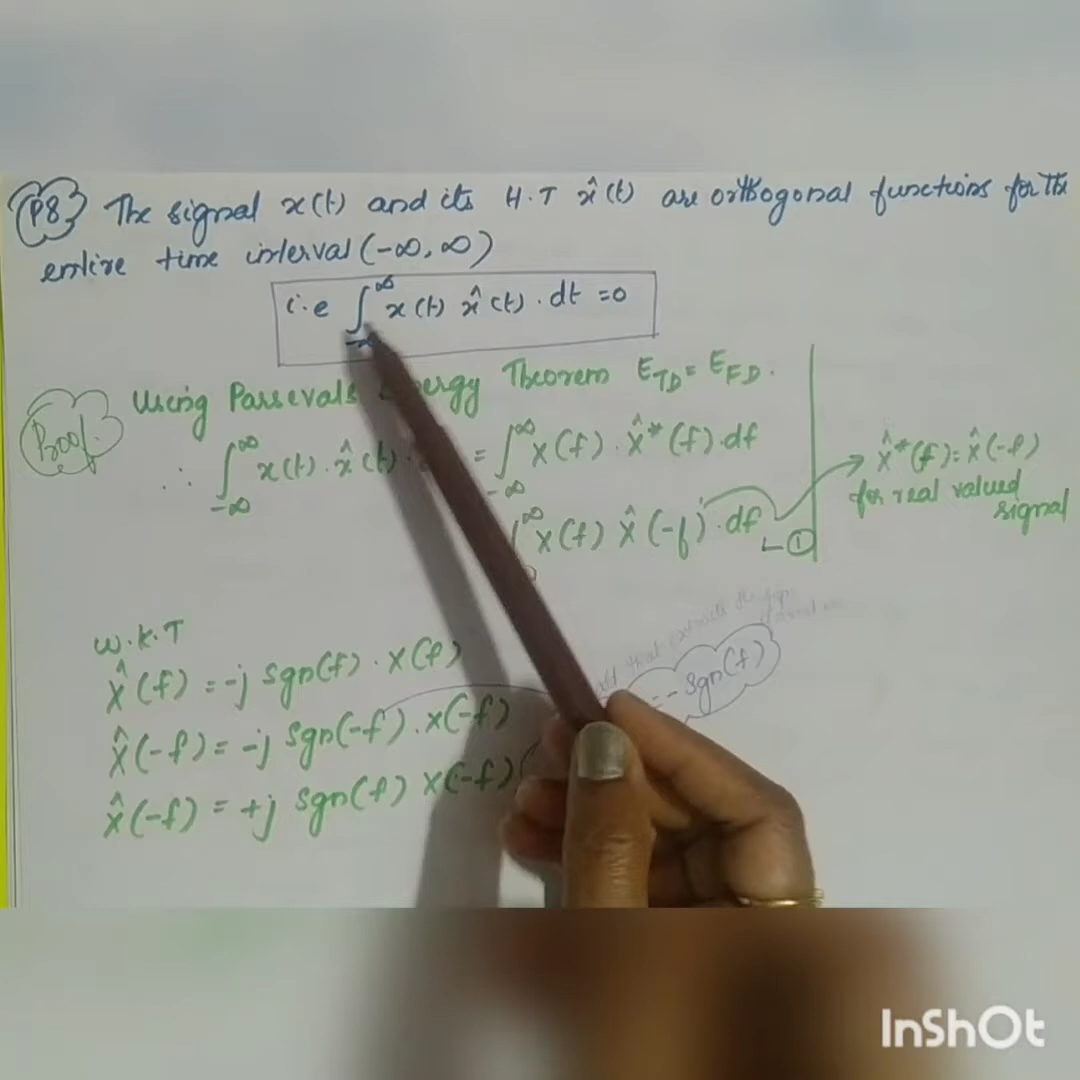 P8 The signal x(t) and its H.T x̂(t) are orthogonal functions for the
entire time interval (-∞, ∞)
i.e ∫_{-∞}^{∞} x(t) x̂(t). dt = 0
Proof. Using Parsevals Energy Theorem E_TD = E_FD.
∴ ∫_{-∞}^{∞} x(t). x̂(t). = ∫_{-∞}^{∞} X(f). X̂*(f).df
∫^{∞} X(f) X̂(-f).df ①
X̂*(f) = X̂(-f)
for real valued
signal
W.K.T
X̂(f) = -j sgn(f). X(f)
X̂(-f) = -j sgn(-f). X(-f)
= - sgn(f)
X̂(-f) = +j sgn(f) X(-f)
InShOt